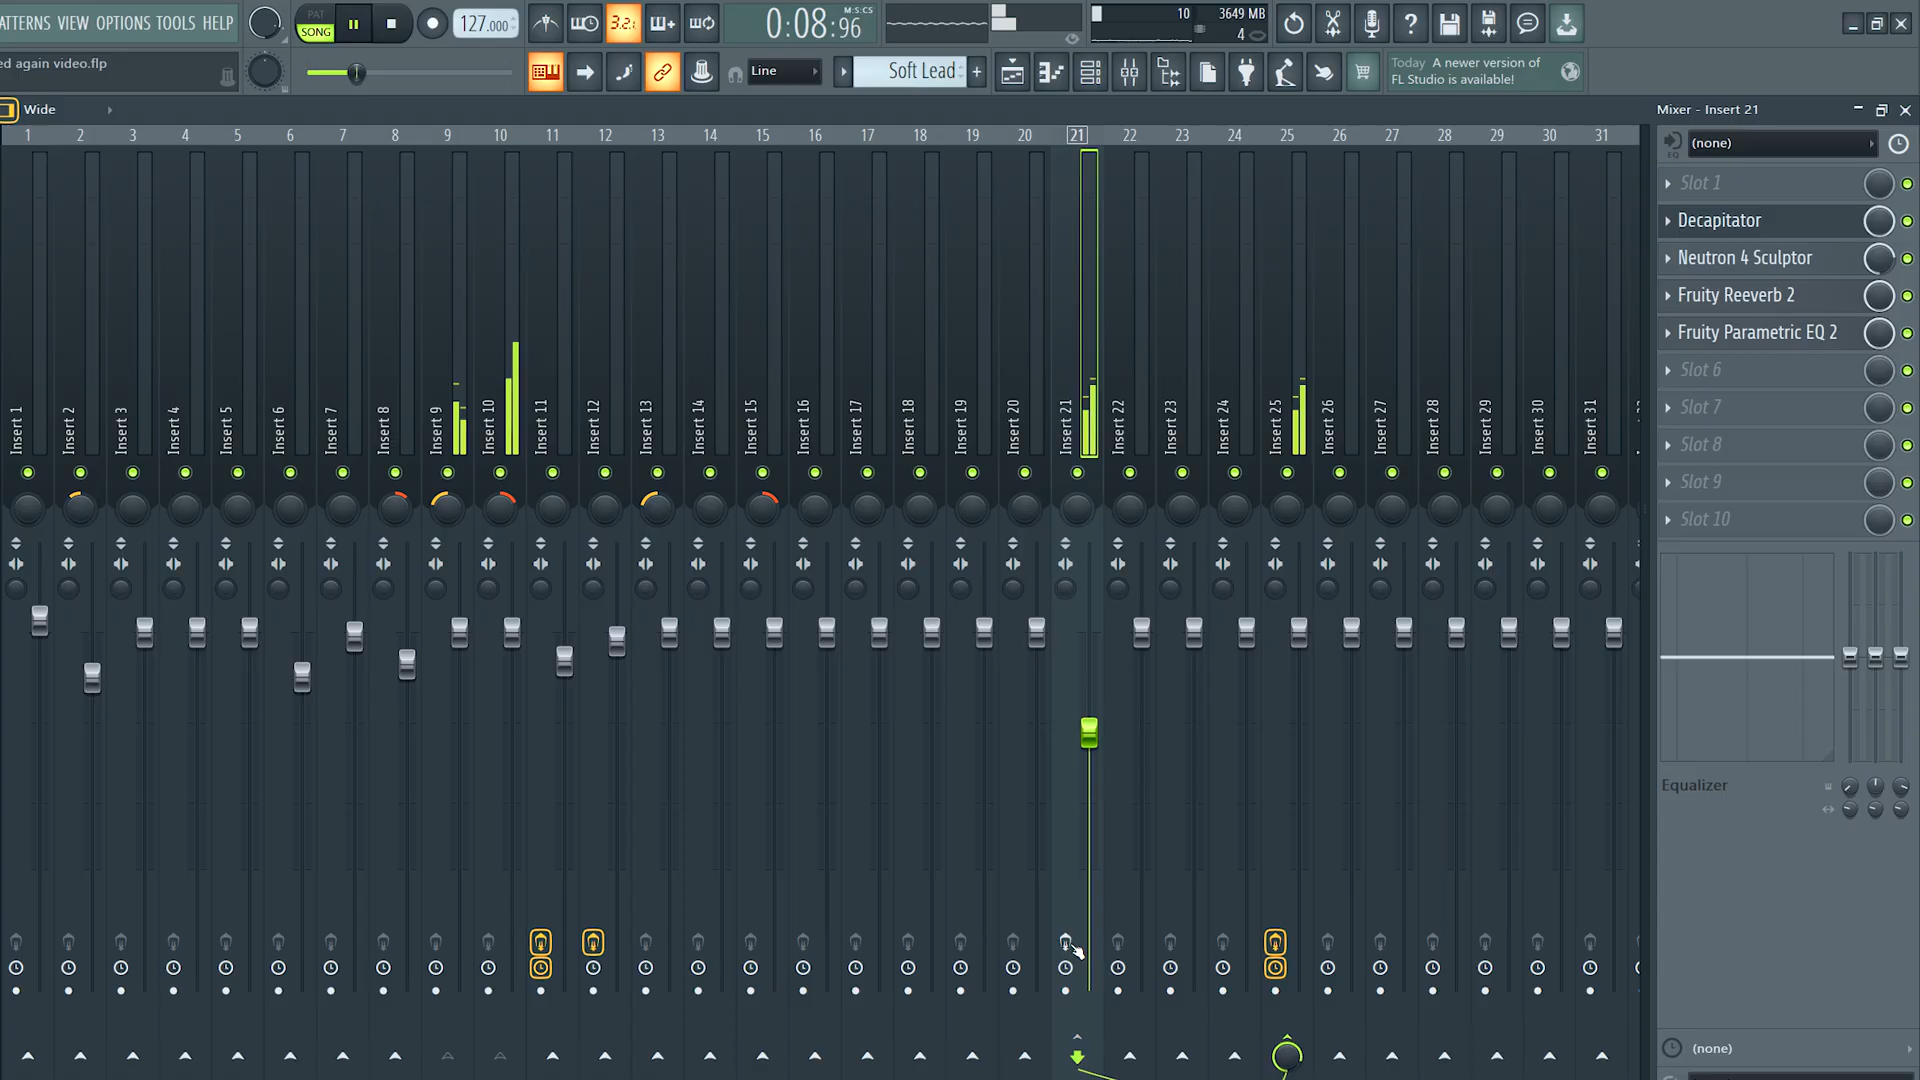 ATTERNS VIEW OPTIONS TOOLS HELP
PAT
SONG
127.000
3.2.
0:08:96
M:S:CS
10
3649 MB
4
ed again video.flp
Line
Soft Lead
Today A newer version of
FL Studio is available!
Wide
Mixer - Insert 21
1 2 3 4 5 6 7 8 9 10 11 12 13 14 15 16 17 18 19 20 21 22 23 24 25 26 27 28 29 30 31
EQ
(none)
Slot 1
Decapitator
Neutron 4 Sculptor
Fruity Reeverb 2
Fruity Parametric EQ 2
Slot 6
Slot 7
Slot 8
Slot 9
Slot 10
Insert 1
Insert 2
Insert 3
Insert 4
Insert 5
Insert 6
Insert 7
Insert 8
Insert 9
Insert 10
Insert 11
Insert 12
Insert 13
Insert 14
Insert 15
Insert 16
Insert 17
Insert 18
Insert 19
Insert 20
Insert 21
Insert 22
Insert 23
Insert 24
Insert 25
Insert 26
Insert 27
Insert 28
Insert 29
Insert 30
Insert 31
Equalizer
(none)